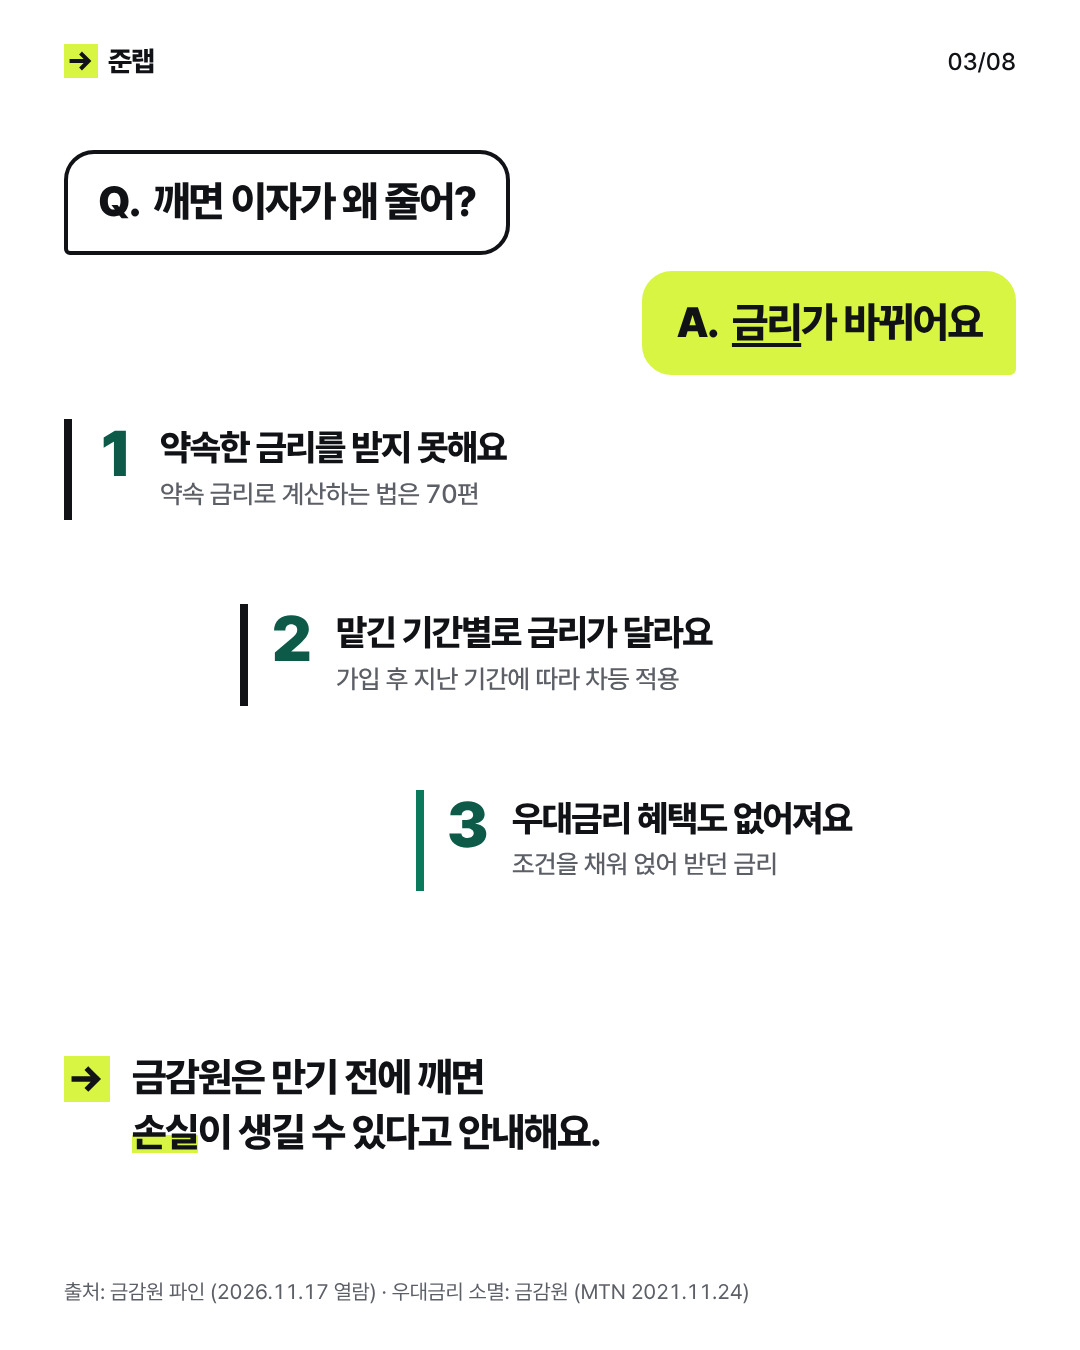 준랩
03/08
Q. 깨면 이자가 왜 줄어?
A. 금리가 바뀌어요
1 약속한 금리를 받지 못해요
약속 금리로 계산하는 법은 70편
2 맡긴 기간별로 금리가 달라요
가입 후 지난 기간에 따라 차등 적용
3 우대금리 혜택도 없어져요
조건을 채워 얹어 받던 금리
금감원은 만기 전에 깨면
손실이 생길 수 있다고 안내해요.
출처: 금감원 파인 (2026.11.17 열람) · 우대금리 소멸: 금감원 (MTN 2021.11.24)